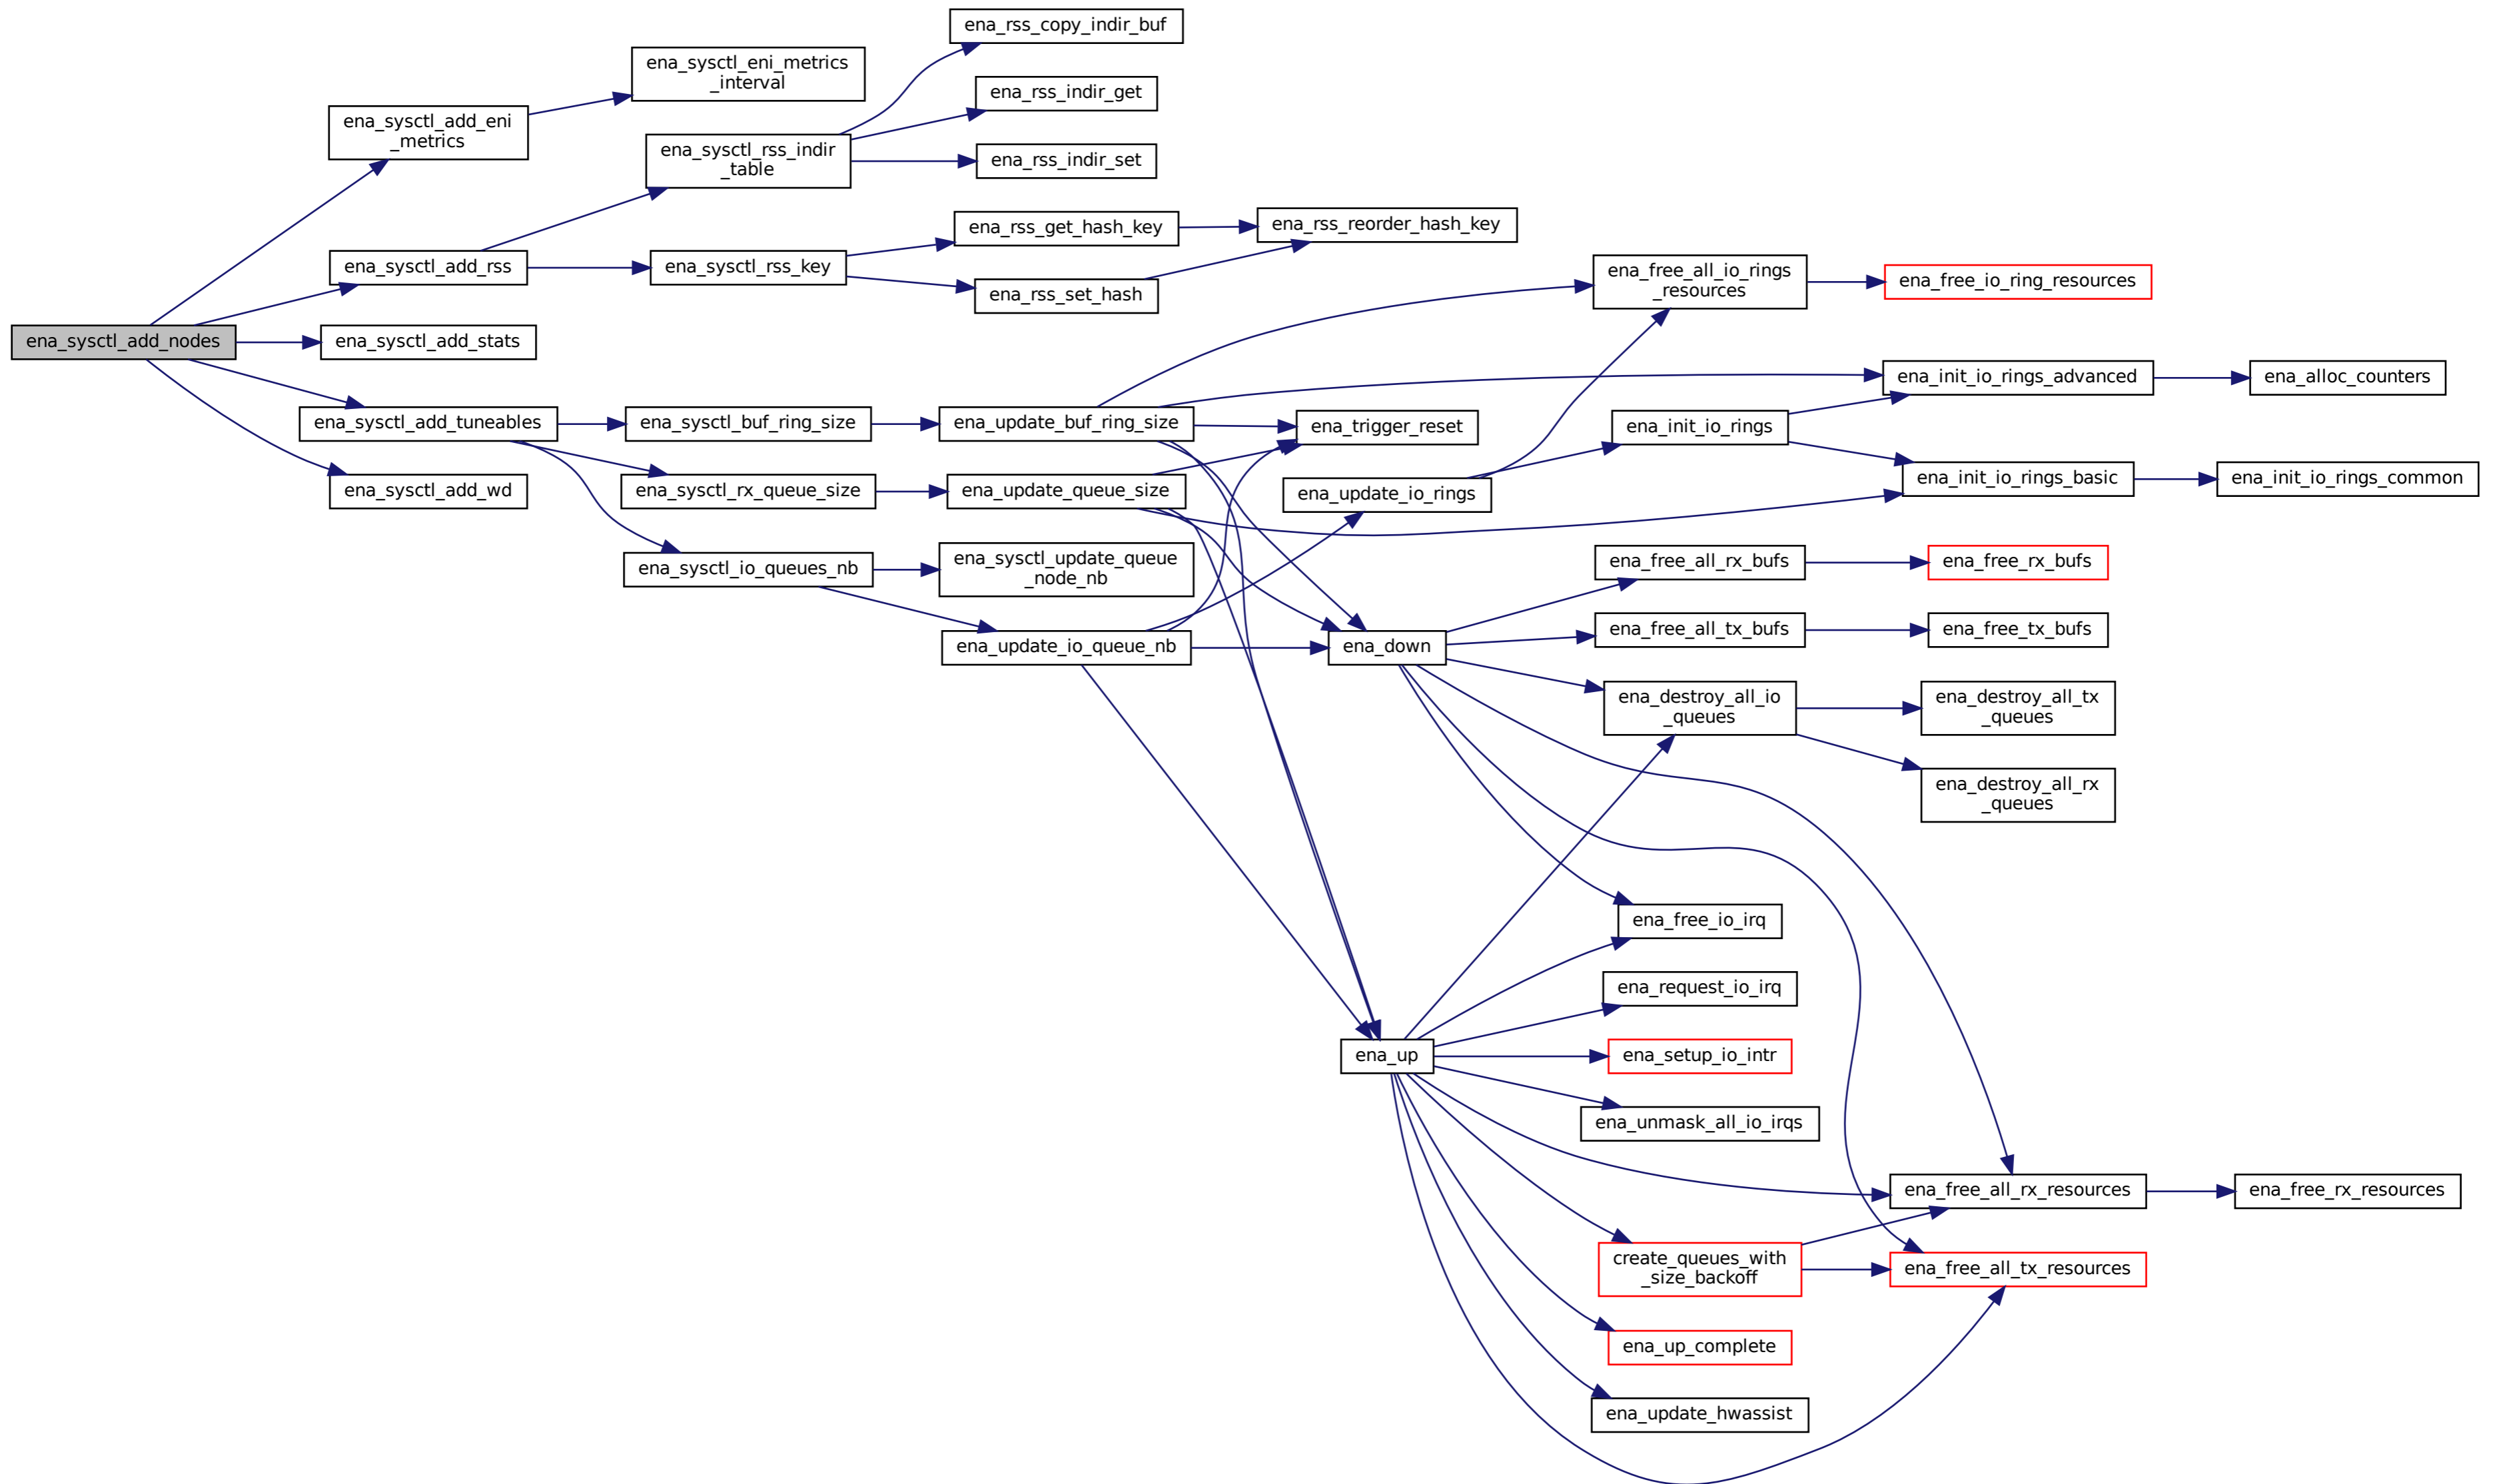 ena_rss_copy_indir_buf
ena_sysctl_eni_metrics
_interval
ena_rss_indir_get
ena_sysctl_add_eni
_metrics
ena_sysctl_rss_indir
_table
ena_rss_indir_set
ena_rss_get_hash_key
ena_rss_reorder_hash_key
ena_sysctl_add_rss
ena_sysctl_rss_key
ena_rss_set_hash
ena_free_all_io_rings
_resources
ena_free_io_ring_resources
ena_sysctl_add_nodes
ena_sysctl_add_stats
ena_init_io_rings_advanced
ena_alloc_counters
ena_sysctl_add_tuneables
ena_sysctl_buf_ring_size
ena_update_buf_ring_size
ena_trigger_reset
ena_init_io_rings
ena_sysctl_add_wd
ena_sysctl_rx_queue_size
ena_update_queue_size
ena_update_io_rings
ena_init_io_rings_basic
ena_init_io_rings_common
ena_sysctl_io_queues_nb
ena_sysctl_update_queue
_node_nb
ena_free_all_rx_bufs
ena_free_rx_bufs
ena_update_io_queue_nb
ena_down
ena_free_all_tx_bufs
ena_free_tx_bufs
ena_destroy_all_io
_queues
ena_destroy_all_tx
_queues
ena_destroy_all_rx
_queues
ena_free_io_irq
ena_request_io_irq
ena_up
ena_setup_io_intr
ena_unmask_all_io_irqs
ena_free_all_rx_resources
ena_free_rx_resources
create_queues_with
_size_backoff
ena_free_all_tx_resources
ena_up_complete
ena_update_hwassist